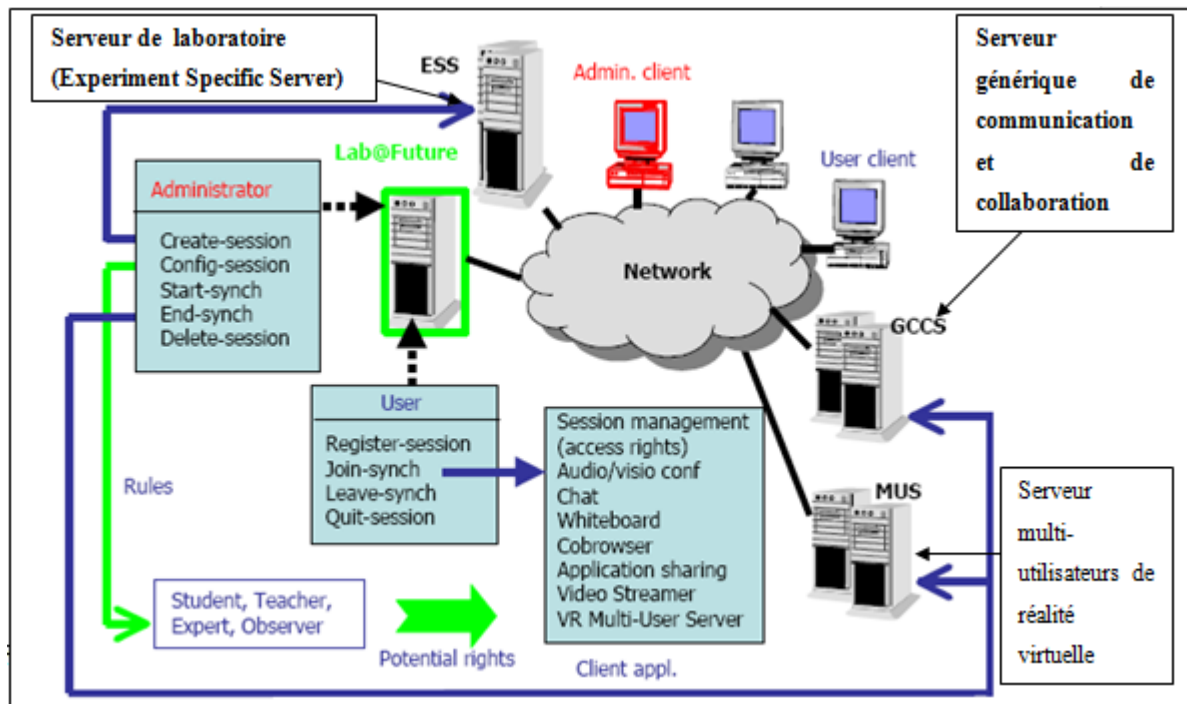 Serveur de laboratoire
(Experiment Specific Server)
ESS
Admin. client
Serveur
générique de
communication
et de
collaboration
Lab@Future
User client
Administrator
Create-session
Config-session
Start-synch
End-synch
Delete-session
Network
GCCS
User
Register-session
Join-synch
Leave-synch
Quit-session
Session management
(access rights)
Audio/visio conf
Chat
Whiteboard
Cobrowser
Application sharing
Video Streamer
VR Multi-User Server
MUS
Serveur
multi-
utilisateurs de
réalité
virtuelle
Rules
Student, Teacher,
Expert, Observer
Potential rights
Client appl.